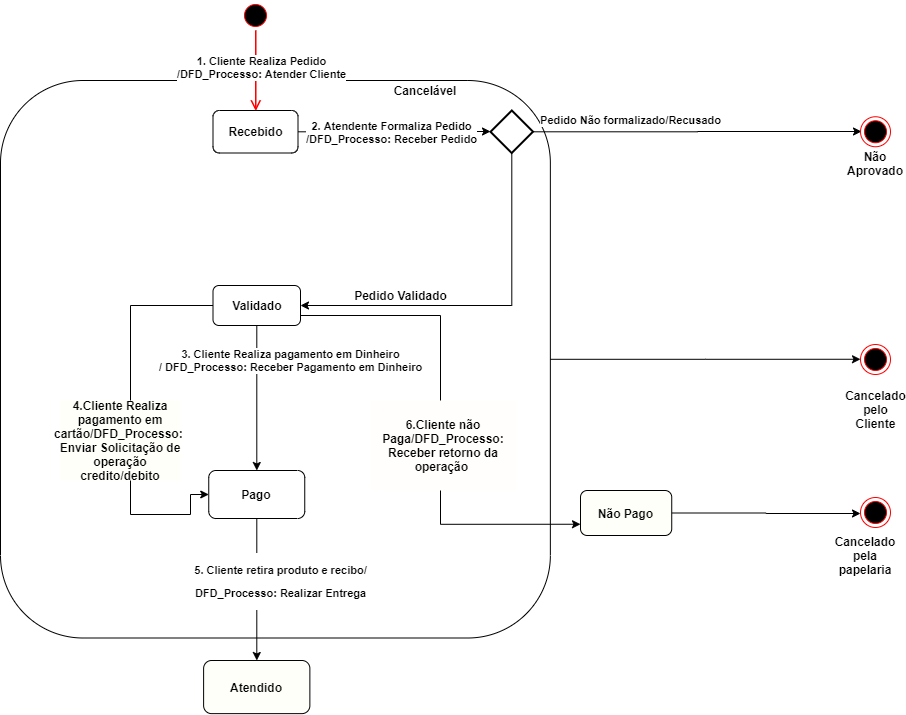 1. Cliente Realiza Pedido
/DFD_Processo: Atender Cliente
Cancelável
Recebido
2. Atendente Formaliza Pedido
/DFD_Processo: Receber Pedido
Pedido Não formalizado/Recusado
Não
Aprovado
Validado
Pedido Validado
3. Cliente Realiza pagamento em Dinheiro
/ DFD_Processo: Receber Pagamento em Dinheiro
4.Cliente Realiza
pagamento em
cartão/DFD_Processo:
Enviar Solicitação de
operação
credito/debito
6.Cliente não
Paga/DFD_Processo:
Receber retorno da
operação
Cancelado
pelo
Cliente
Pago
Não Pago
Cancelado
pela
papelaria
5. Cliente retira produto e recibo/
DFD_Processo: Realizar Entrega
Atendido